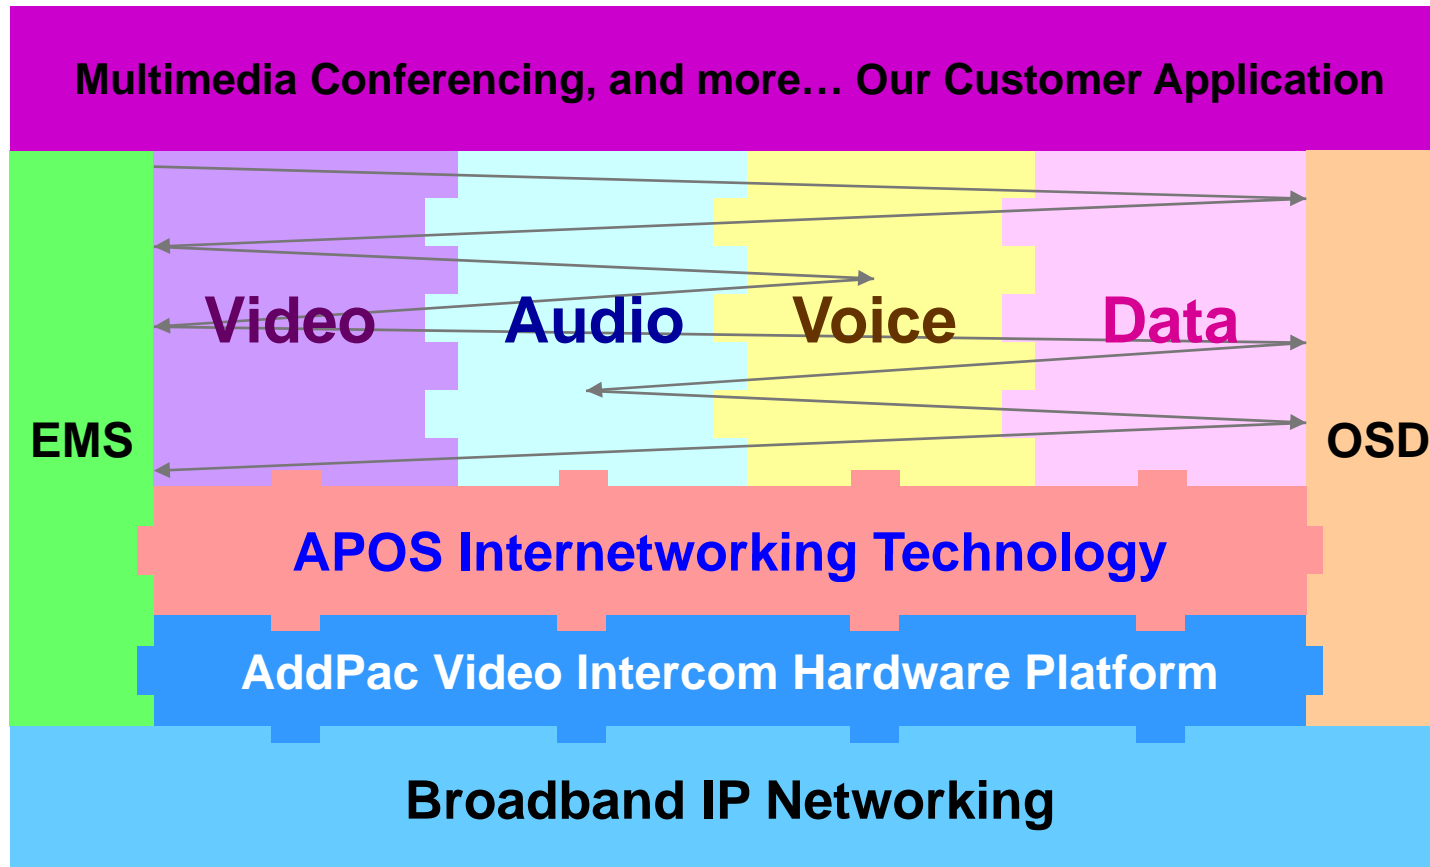 Multimedia Conferencing, and more… Our Customer Application
Video Audio Voice Data
EMS
OSD
APOS Internetworking Technology
AddPac Video Intercom Hardware Platform
Broadband IP Networking